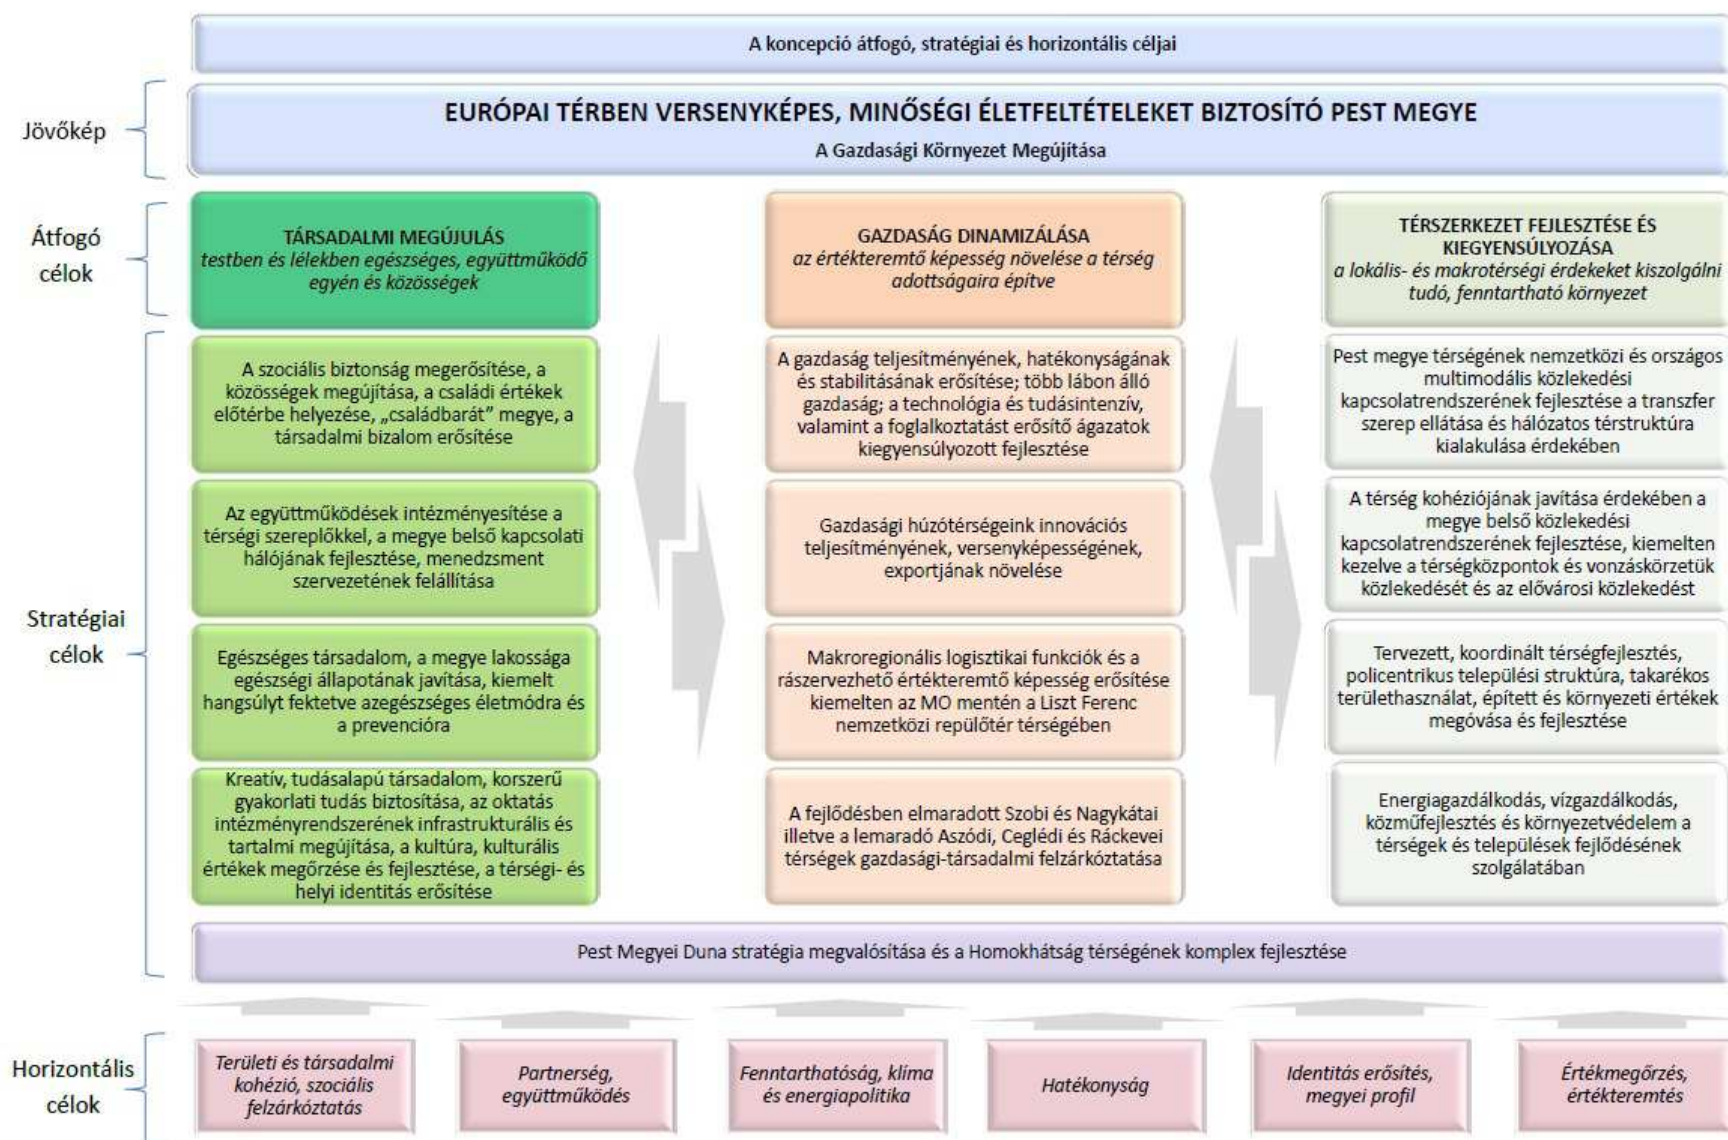 A koncepció átfogó, stratégiai és horizontális céljai
Jövőkép
EURÓPAI TÉRBEN VERSENYKÉPES, MINŐSÉGI ÉLETFELTÉTELEKET BIZTOSÍTÓ PEST MEGYE
A Gazdasági Környezet Megújítása
Átfogó
célok
TÁRSADALMI MEGÚJULÁS
testben és lélekben egészséges, együttműködő
egyén és közösségek
GAZDASÁG DINAMIZÁLÁSA
az értékteremtő képesség növelése a térség
adottságaira építve
TÉRSZERKEZET FEJLESZTÉSE ÉS
KIEGYENSÚLYOZÁSA
a lokális- és makrotérségi érdekeket kiszolgálni
tudó, fenntartható környezet
Stratégiai
célok
A szociális biztonság megerősítése, a
közösségek megújítása, a családi értékek
előtérbe helyezése, „családbarát” megye, a
társadalmi bizalom erősítése
A gazdaság teljesítményének, hatékonyságának
és stabilitásának erősítése; több lábon álló
gazdaság; a technológia és tudásintenzív,
valamint a foglalkoztatást erősítő ágazatok
kiegyensúlyozott fejlesztése
Pest megye térségének nemzetközi és országos
multimodális közlekedési
kapcsolatrendszerének fejlesztése a transzfer
szerep ellátása és hálózatos térstruktúra
kialakulása érdekében
Az együttműködések intézményesítése a
térségi szereplőkkel, a megye belső kapcsolati
hálójának fejlesztése, menedzsment
szervezetének felállítása
Gazdasági húzótérségeink innovációs
teljesítményének, versenyképességének,
exportjának növelése
A térség kohéziójának javítása érdekében a
megye belső közlekedési
kapcsolatrendszerének fejlesztése, kiemelten
kezelve a térségközpontok és vonzáskörzetük
közlekedését és az elővárosi közlekedést
Egészséges társadalom, a megye lakossága
egészségi állapotának javítása, kiemelt
hangsúlyt fektetve azegészséges életmódra és
a prevencióra
Makroregionális logisztikai funkciók és a
rászervezhető értékteremtő képesség erősítése
kiemelten az MO mentén a Liszt Ferenc
nemzetközi repülőtér térségében
Tervezett, koordinált térségfejlesztés,
policentrikus települési struktúra, takarékos
területhasználat, épített és környezeti értékek
megóvása és fejlesztése
Kreatív, tudásalapú társadalom, korszerű
gyakorlati tudás biztosítása, az oktatás
intézményrendszerének infrastrukturális és
tartalmi megújítása, a kultúra, kulturális
értékek megőrzése és fejlesztése, a térségi- és
helyi identitás erősítése
A fejlődésben elmaradott Szobi és Nagykátai
illetve a lemaradó Aszódi, Ceglédi és Ráckevei
térségek gazdasági-társadalmi felzárkóztatása
Energiagazdálkodás, vízgazdálkodás,
közműfejlesztés és környezetvédelem a
térségek és települések fejlődésének
szolgálatában
Pest Megyei Duna stratégia megvalósítása és a Homokhátság térségének komplex fejlesztése
Horizontális
célok
Területi és társadalmi
kohézió, szociális
felzárkóztatás
Partnerség,
együttműködés
Fenntarthatóság, klíma
és energiapolitika
Hatékonyság
Identitás erősítés,
megyei profil
Értékmegőrzés,
értékteremtés